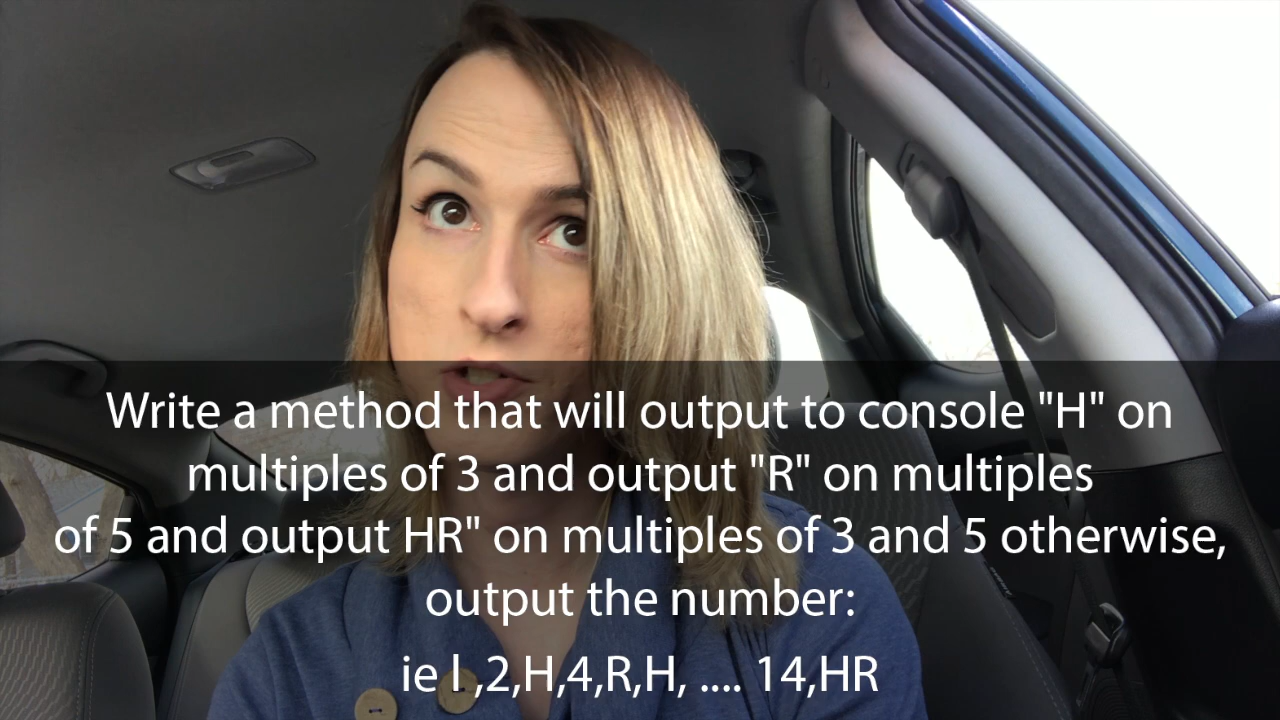 Write a method that will output to console "H" on
multiples of 3 and output "R" on multiples
of 5 and output HR" on multiples of 3 and 5 otherwise,
output the number:
ie l ,2,H,4,R,H, .... 14,HR